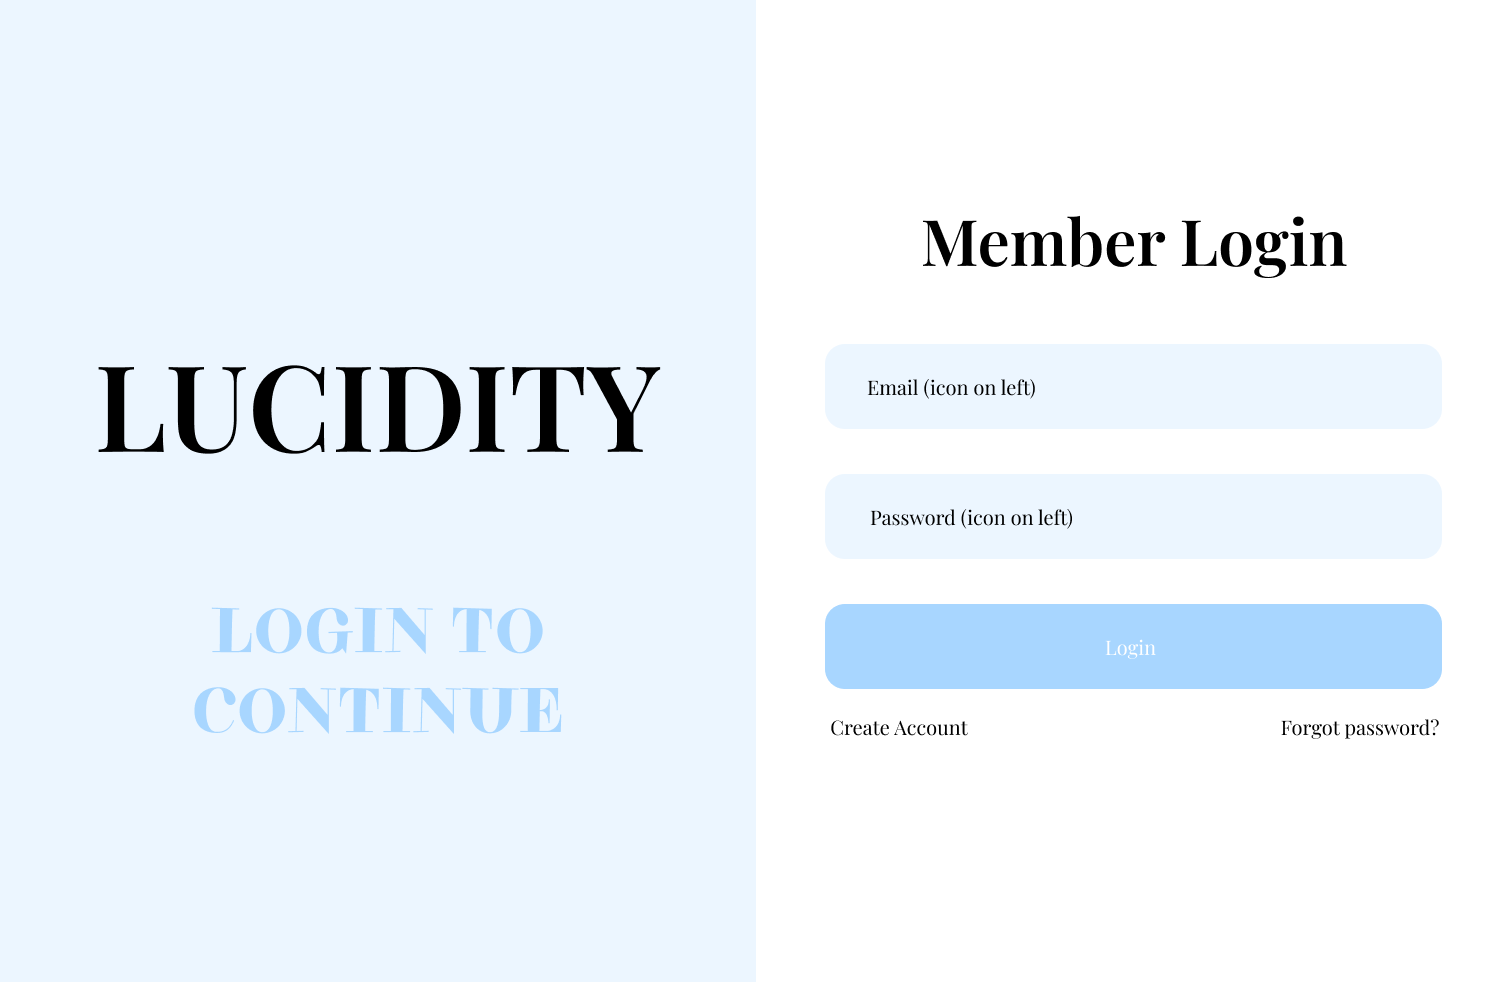 LUCIDITY
LOGIN TO
CONTINUE
Member Login
Email (icon on left)
Password (icon on left)
Login
Create Account
Forgot password?